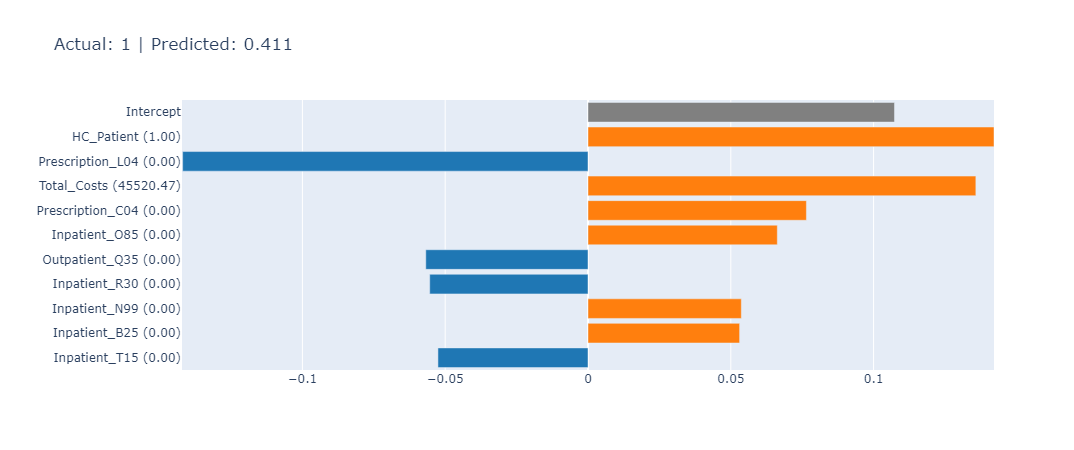 Actual: 1 | Predicted: 0.411
Intercept
HC_Patient (1.00)
Prescription_L04 (0.00)
Total_Costs (45520.47)
Prescription_C04 (0.00)
Inpatient_O85 (0.00)
Outpatient_Q35 (0.00)
Inpatient_R30 (0.00)
Inpatient_N99 (0.00)
Inpatient_B25 (0.00)
Inpatient_T15 (0.00)
−0.1 −0.05 0 0.05 0.1